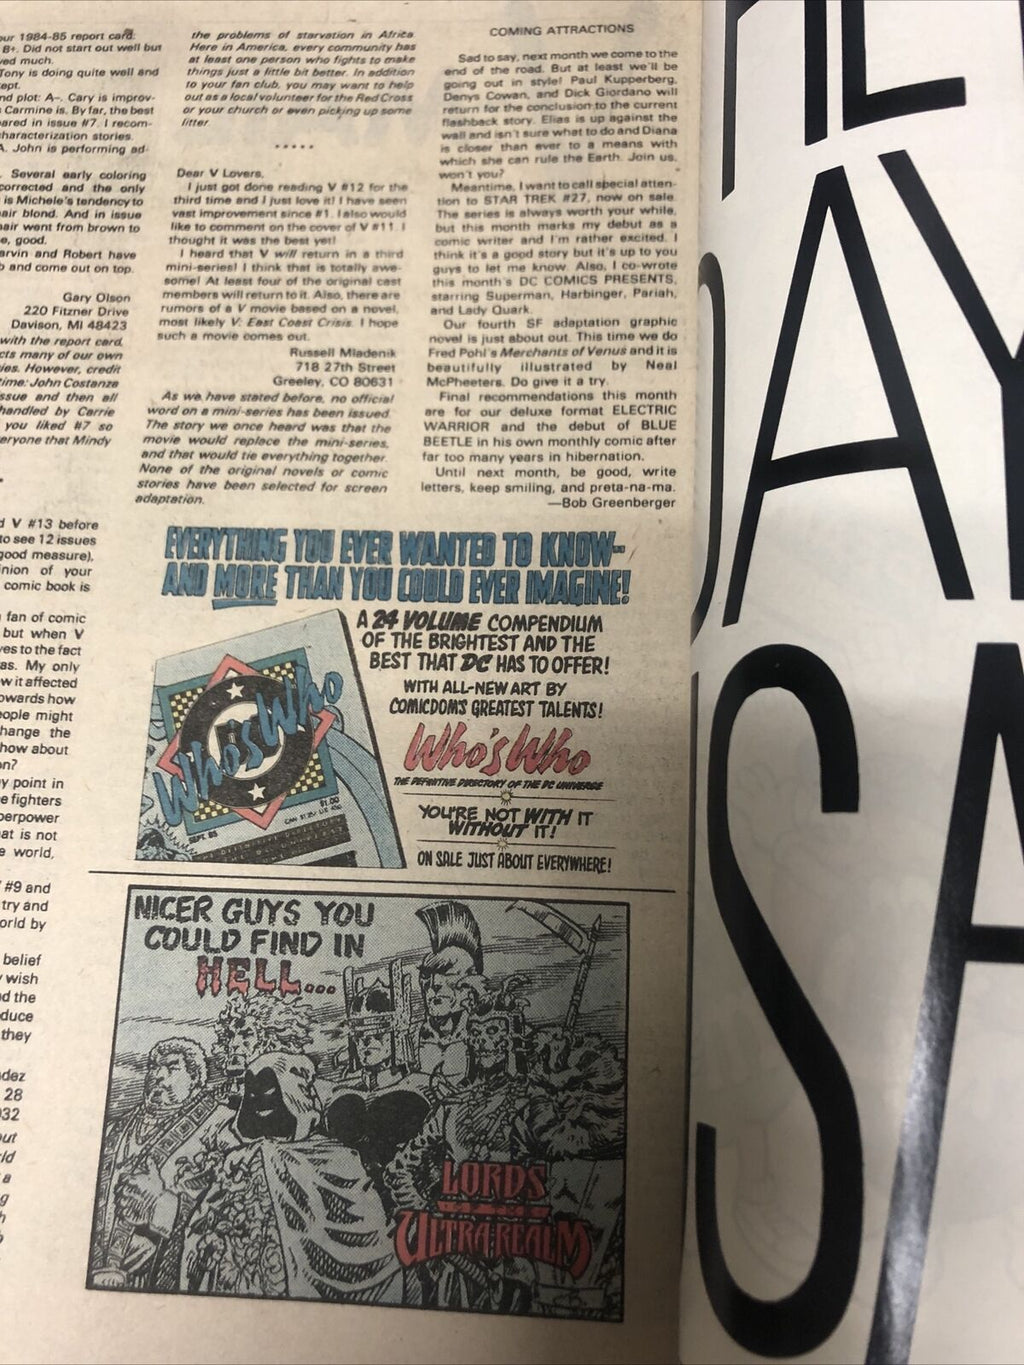 our 1984-85 report card.
B+. Did not start out well but
ved much.
Tony is doing quite well and
ept.
nd plot: A–. Cary is improv-
Carmine is. By far, the best
ared in issue #7. I recom-
characterization stories.
A. John is performing ad-
Several early coloring
corrected and the only
is Michele's tendency to
air blond. And in issue
air went from brown to
e, good.
arvin and Robert have
b and come out on top.
Gary Olson
220 Fitzner Drive
Davison, MI 48423
with the report card.
cts many of our own
ies. However, credit
time: John Costanza
ssue and then all
handled by Carrie
you liked #7 so
eryone that Mindy
d V #13 before
to see 12 issues
good measure).
inion of your
comic book is
fan of comic
but when V
yes to the fact
as. My only
w it affected
owards how
eople might
hange the
how about
on?
y point in
e fighters
perpower
at is not
e world,
#9 and
try and
orld by
belief
wish
d the
duce
they
dez
28
032
out
rld
a
g
h
the problems of starvation in Africa.
Here in America, every community has
at least one person who fights to make
things just a little bit better. In addition
to your fan club, you may want to help
out as a local volunteer for the Red Cross
or your church or even picking up some
litter.
*****
Dear V Lovers,
I just got done reading V #12 for the
third time and I just love it! I have seen
vast improvement since #1. I also would
like to comment on the cover of V #11. I
thought it was the best yet!
I heard that V will return in a third
mini-series! I think that is totally awe-
some! At least four of the original cast
members will return to it. Also, there are
rumors of a V movie based on a novel,
most likely V: East Coast Crisis. I hope
such a movie comes out.
Russell Mladenik
718 27th Street
Greeley, CO 80631
As we have stated before, no official
word on a mini-series has been issued.
The story we once heard was that the
movie would replace the mini-series,
and that would tie everything together.
None of the original novels or comic
stories have been selected for screen
adaptation.
COMING ATTRACTIONS
Sad to say, next month we come to the
end of the road. But at least we'll be
going out in style! Paul Kupperberg,
Denys Cowan, and Dick Giordano will
return for the conclusion to the current
flashback story. Elias is up against the
wall and isn't sure what to do and Diana
is closer than ever to a means with
which she can rule the Earth. Join us,
won't you?
Meantime, I want to call special atten-
tion to STAR TREK #27, now on sale.
The series is always worth your while,
but this month marks my debut as a
comic writer and I'm rather excited. I
think it's a good story but it's up to you
guys to let me know. Also, I co-wrote
this month's DC COMICS PRESENTS,
starring Superman, Harbinger, Pariah,
and Lady Quark.
Our fourth SF adaptation graphic
novel is just about out. This time we do
Fred Pohl's Merchants of Venus and it is
beautifully illustrated by Neal
McPheeters. Do give it a try.
Final recommendations this month
are for our deluxe format ELECTRIC
WARRIOR and the debut of BLUE
BEETLE in his own monthly comic after
far too many years in hibernation.
Until next month, be good, write
letters, keep smiling, and preta-na-ma.
—Bob Greenberger
EVERYTHING YOU EVER WANTED TO KNOW--
AND MORE THAN YOU COULD EVER IMAGINE!
A 24 VOLUME COMPENDIUM
OF THE BRIGHTEST AND THE
BEST THAT DC HAS TO OFFER!
WITH ALL-NEW ART BY
COMICDOM'S GREATEST TALENTS!
Who's Who
THE DEFINITIVE DIRECTORY OF THE DC UNIVERSE
YOU'RE NOT WITH IT
WITHOUT IT!
ON SALE JUST ABOUT EVERYWHERE!
Who's Who
$1.00
SEPT. 85
NICER GUYS YOU
COULD FIND IN
HELL...
LORDS
OF THE
ULTRA-REALM
HE
DAY
SA